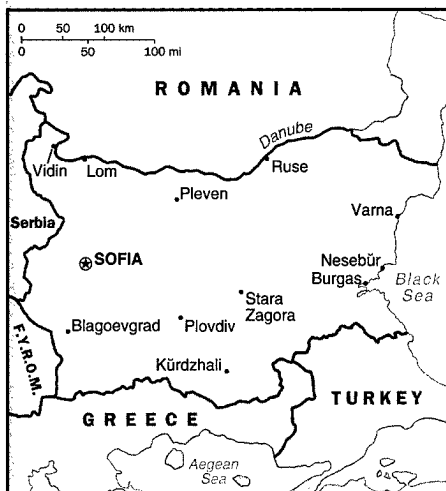 0 50 100 km
0 50 100 mi
ROMANIA
Danube
Vidin
Lom
Ruse
Pleven
Varna
Serbia
SOFIA
Nesebŭr
Burgas
Black
Sea
Stara
Zagora
Blagoevgrad
Plovdiv
F.Y.R.O.M.
Kŭrdzhali
TURKEY
GREECE
Aegean
Sea